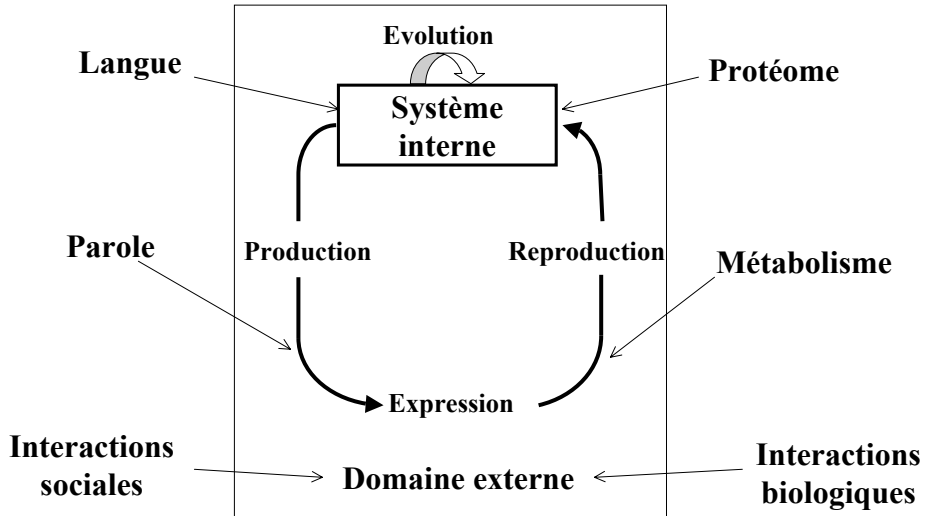 Evolution
Langue
Protéome
Système
interne
Parole
Production
Reproduction
Métabolisme
Expression
Interactions
sociales
Domaine externe
Interactions
biologiques